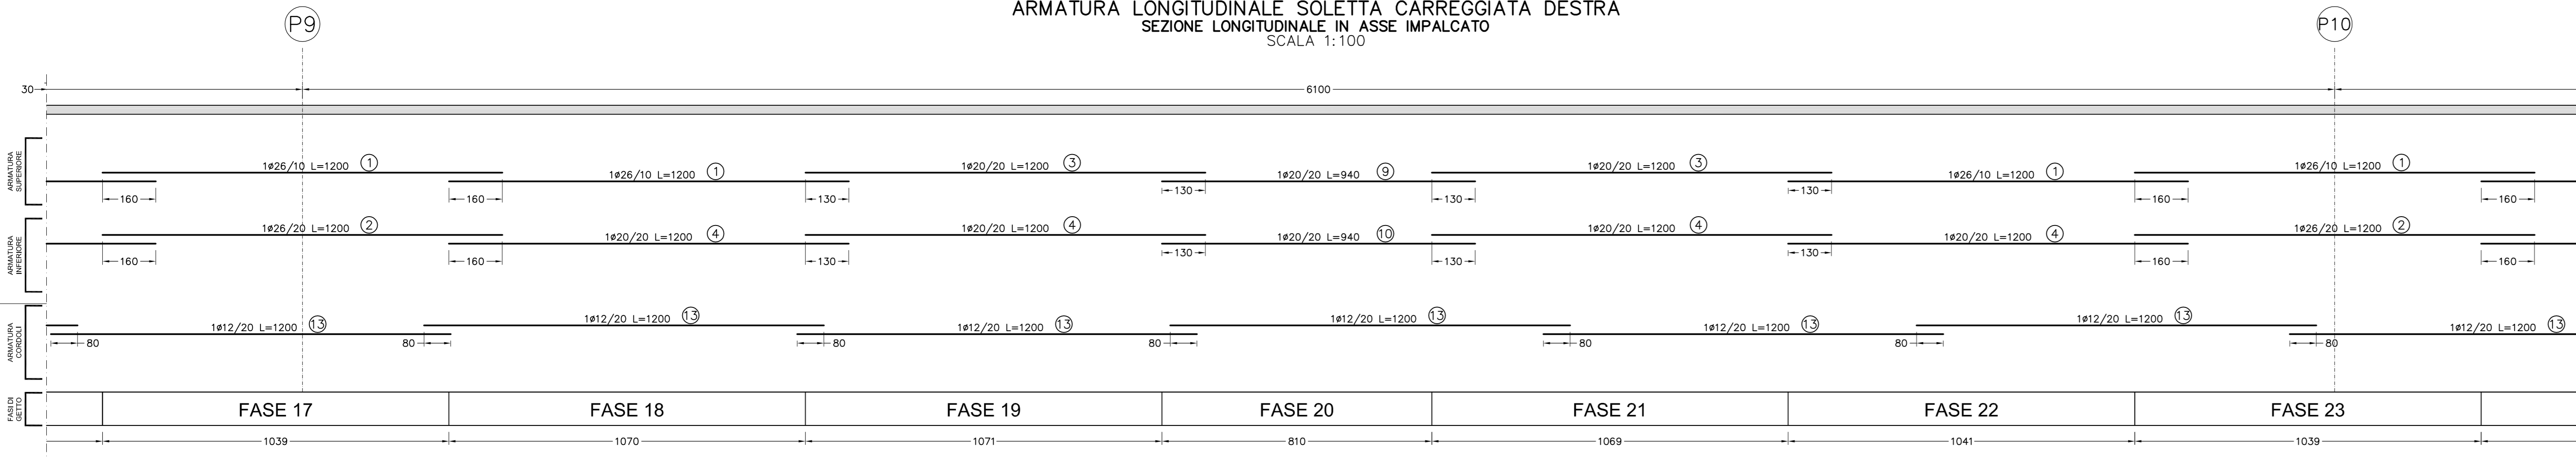 ARMATURA LONGITUDINALE SOLETTA CARREGGIATA DESTRA
SEZIONE LONGITUDINALE IN ASSE IMPALCATO
SCALA 1:100
P9
P10
30
6100
ARMATURA
SUPERIORE
1ø26/10 L=1200 1
1ø26/10 L=1200 1
1ø20/20 L=1200 3
1ø20/20 L=940 9
1ø20/20 L=1200 3
1ø26/10 L=1200 1
1ø26/10 L=1200 1
160
160
130
130
130
130
160
160
ARMATURA
INFERIORE
1ø26/20 L=1200 2
1ø20/20 L=1200 4
1ø20/20 L=1200 4
1ø20/20 L=940 10
1ø20/20 L=1200 4
1ø20/20 L=1200 4
1ø26/20 L=1200 2
160
160
130
130
130
130
160
160
ARMATURA
CORDOLI
1ø12/20 L=1200 13
1ø12/20 L=1200 13
1ø12/20 L=1200 13
1ø12/20 L=1200 13
1ø12/20 L=1200 13
1ø12/20 L=1200 13
1ø12/20 L=1200 13
80
80
80
80
80
80
80
FASI DI
GETTO
FASE 17
FASE 18
FASE 19
FASE 20
FASE 21
FASE 22
FASE 23
1039
1070
1071
810
1069
1041
1039